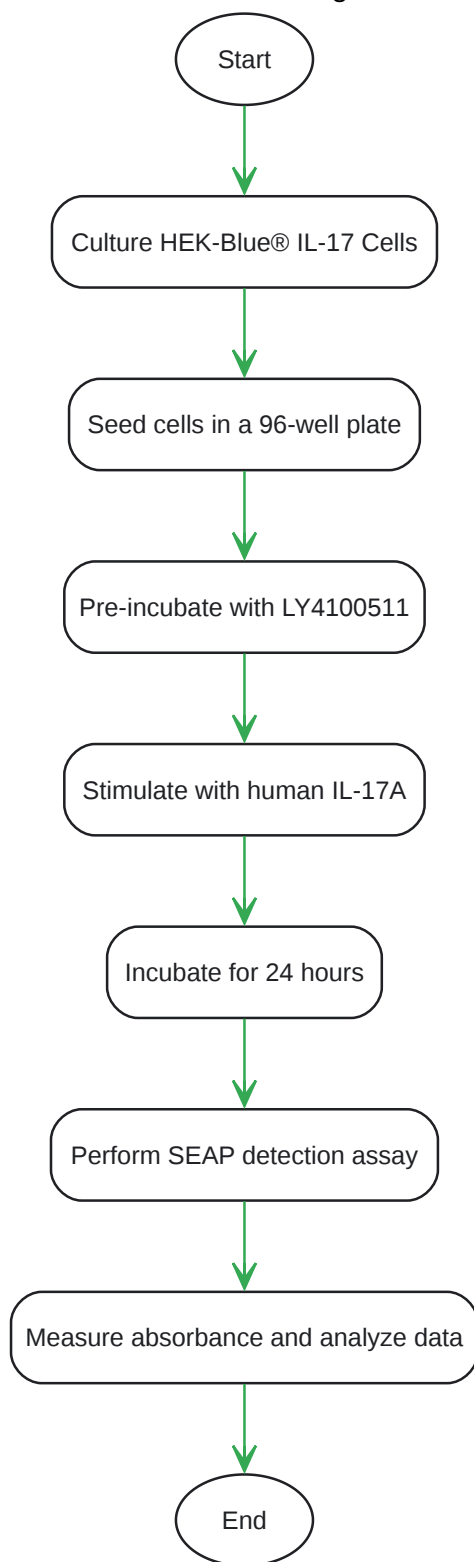 Start
Culture HEK-Blue® IL-17 Cells
Seed cells in a 96-well plate
Pre-incubate with LY4100511
Stimulate with human IL-17A
Incubate for 24 hours
Perform SEAP detection assay
Measure absorbance and analyze data
End